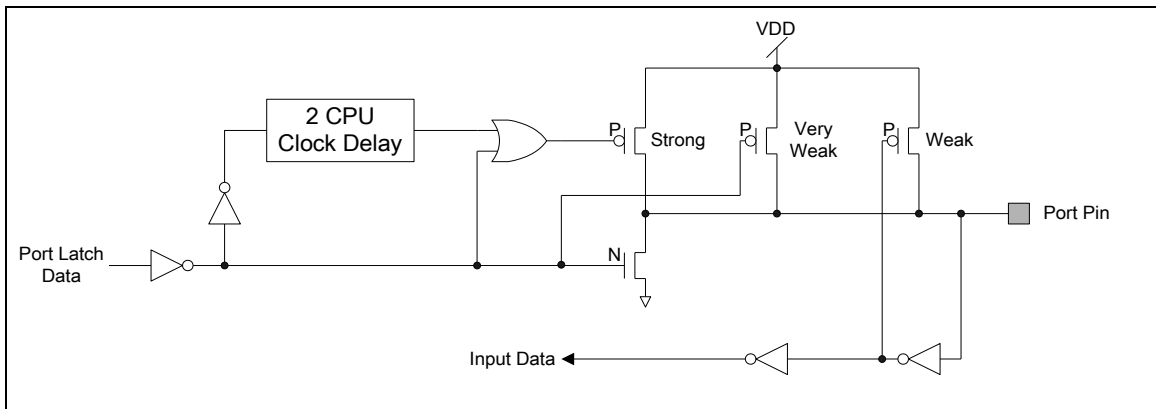 VDD
2 CPU
Clock Delay
P
Strong
P
Very
Weak
P
Weak
Port Pin
Port Latch
Data
N
Input Data